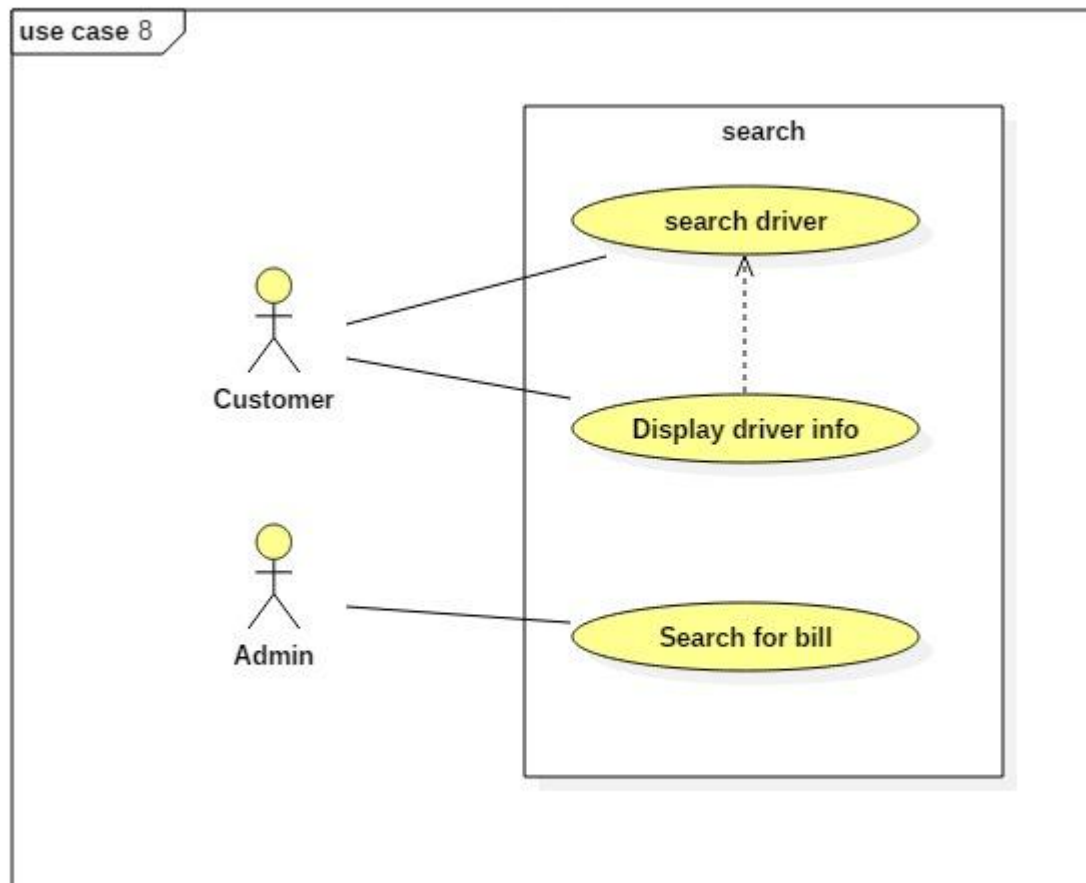 use case 8
search
search driver
Customer
Display driver info
Admin
Search for bill